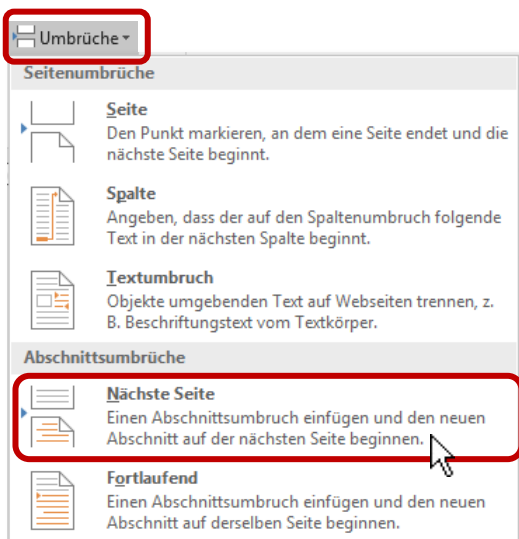 Umbrüche
Seitenumbrüche
Seite
Den Punkt markieren, an dem eine Seite endet und die
nächste Seite beginnt.
Spalte
Angeben, dass der auf den Spaltenumbruch folgende
Text in der nächsten Spalte beginnt.
Textumbruch
Objekte umgebenden Text auf Webseiten trennen, z.
B. Beschriftungstext vom Textkörper.
Abschnittsumbrüche
Nächste Seite
Einen Abschnittsumbruch einfügen und den neuen
Abschnitt auf der nächsten Seite beginnen.
Fortlaufend
Einen Abschnittsumbruch einfügen und den neuen
Abschnitt auf derselben Seite beginnen.